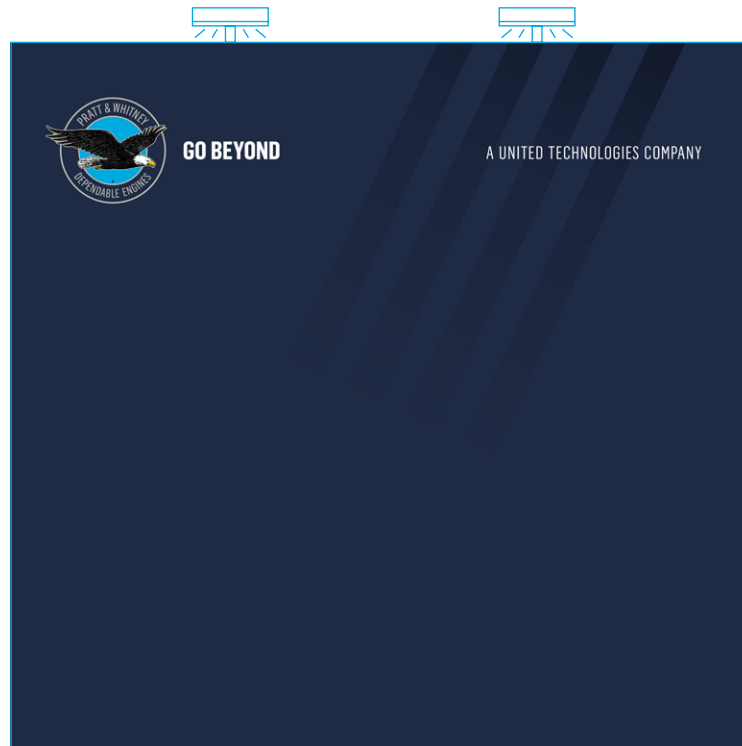 PRATT & WHITNEY
DEPENDABLE ENGINES
GO BEYOND
A UNITED TECHNOLOGIES COMPANY